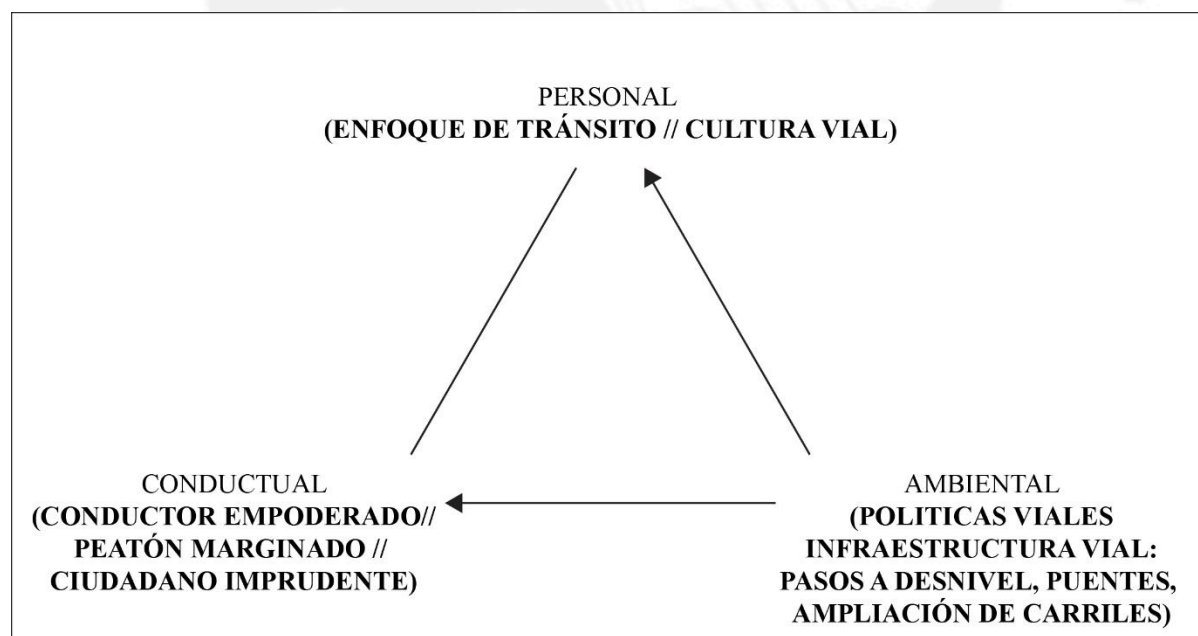 PERSONAL
(ENFOQUE DE TRÁNSITO // CULTURA VIAL)
CONDUCTUAL
(CONDUCTOR EMPODERADO//
PEATÓN MARGINADO //
CIUDADANO IMPRUDENTE)
AMBIENTAL
(POLITICAS VIALES
INFRAESTRUCTURA VIAL:
PASOS A DESNIVEL, PUENTES,
AMPLIACIÓN DE CARRILES)